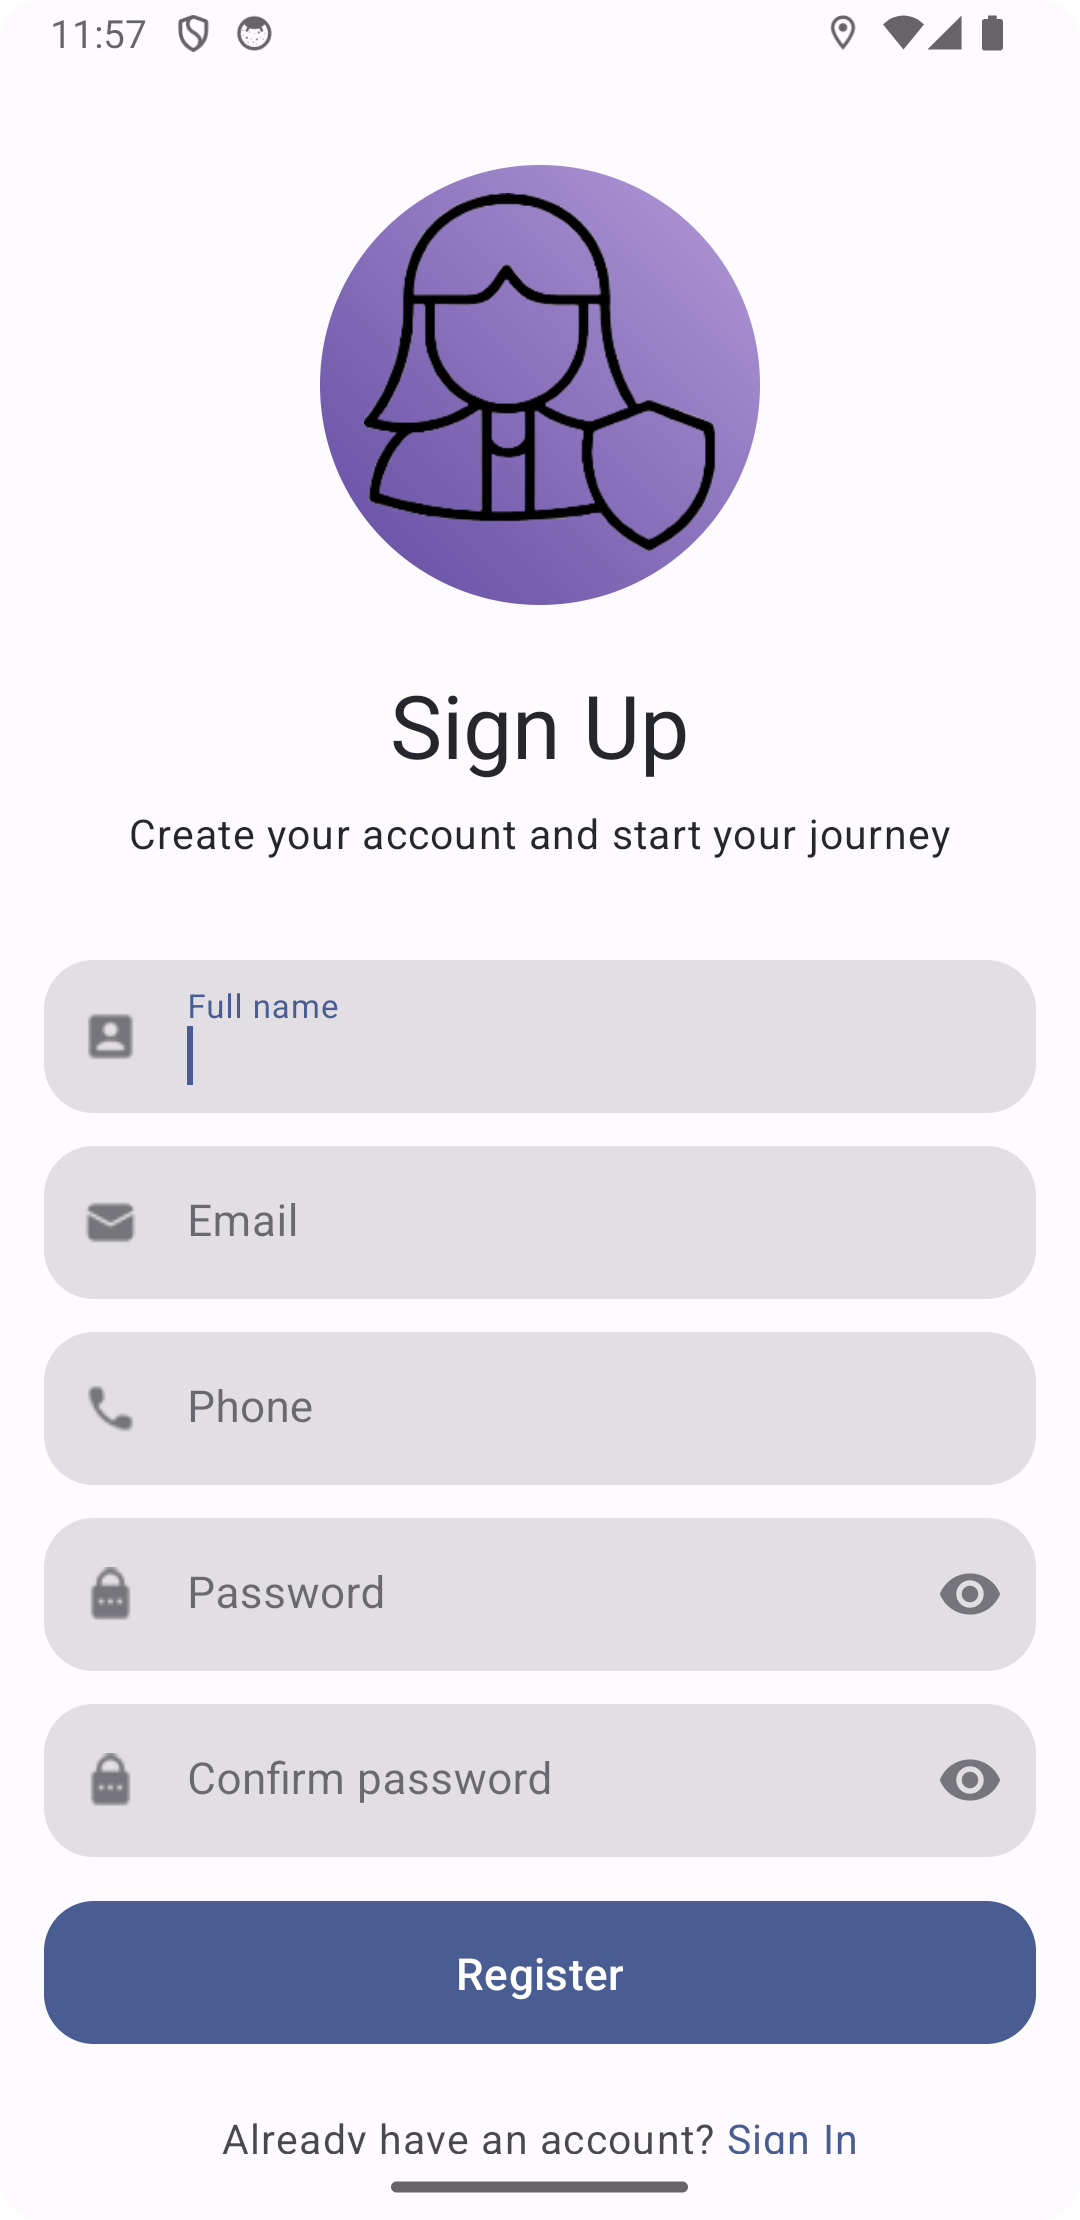 11:57
Sign Up
Create your account and start your journey
Full name
Email
Phone
Password
Confirm password
Register
Already have an account? Sign In